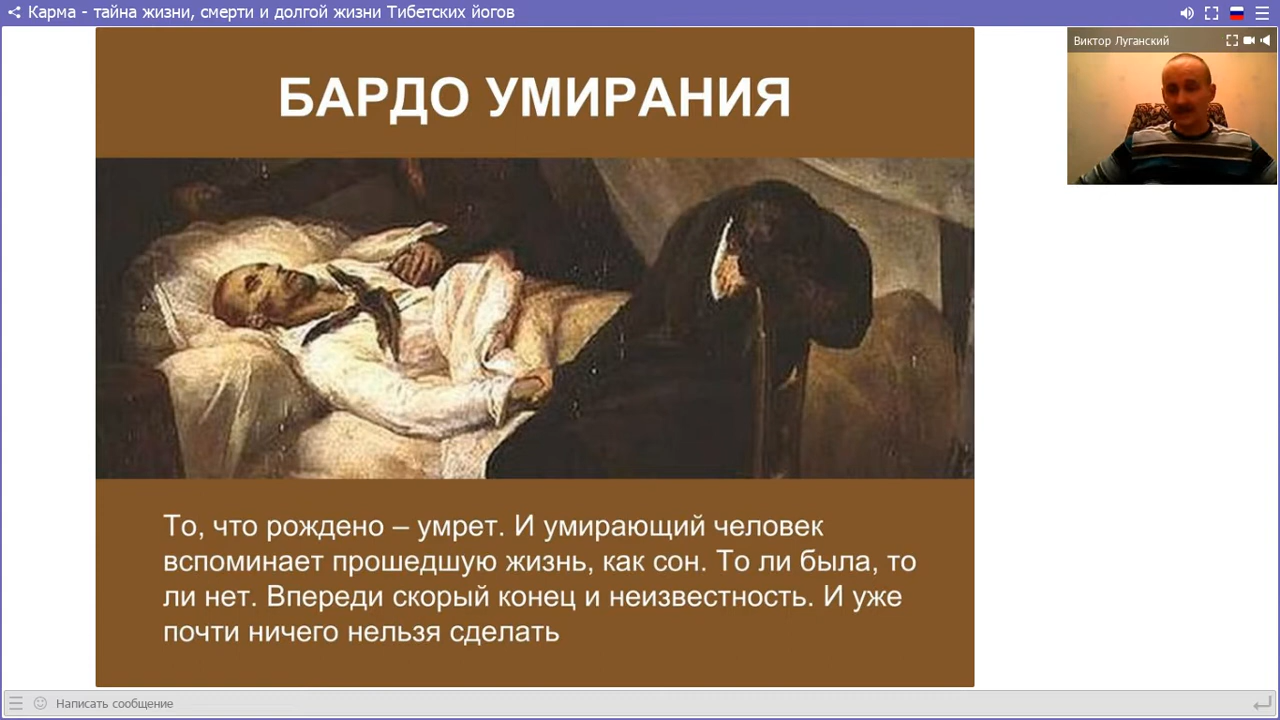 Карма - тайна жизни, смерти и долгой жизни Тибетских йогов
Виктор Луганский
БАРДО УМИРАНИЯ
То, что рождено – умрет. И умирающий человек
вспоминает прошедшую жизнь, как сон. То ли была, то
ли нет. Впереди скорый конец и неизвестность. И уже
почти ничего нельзя сделать
Написать сообщение